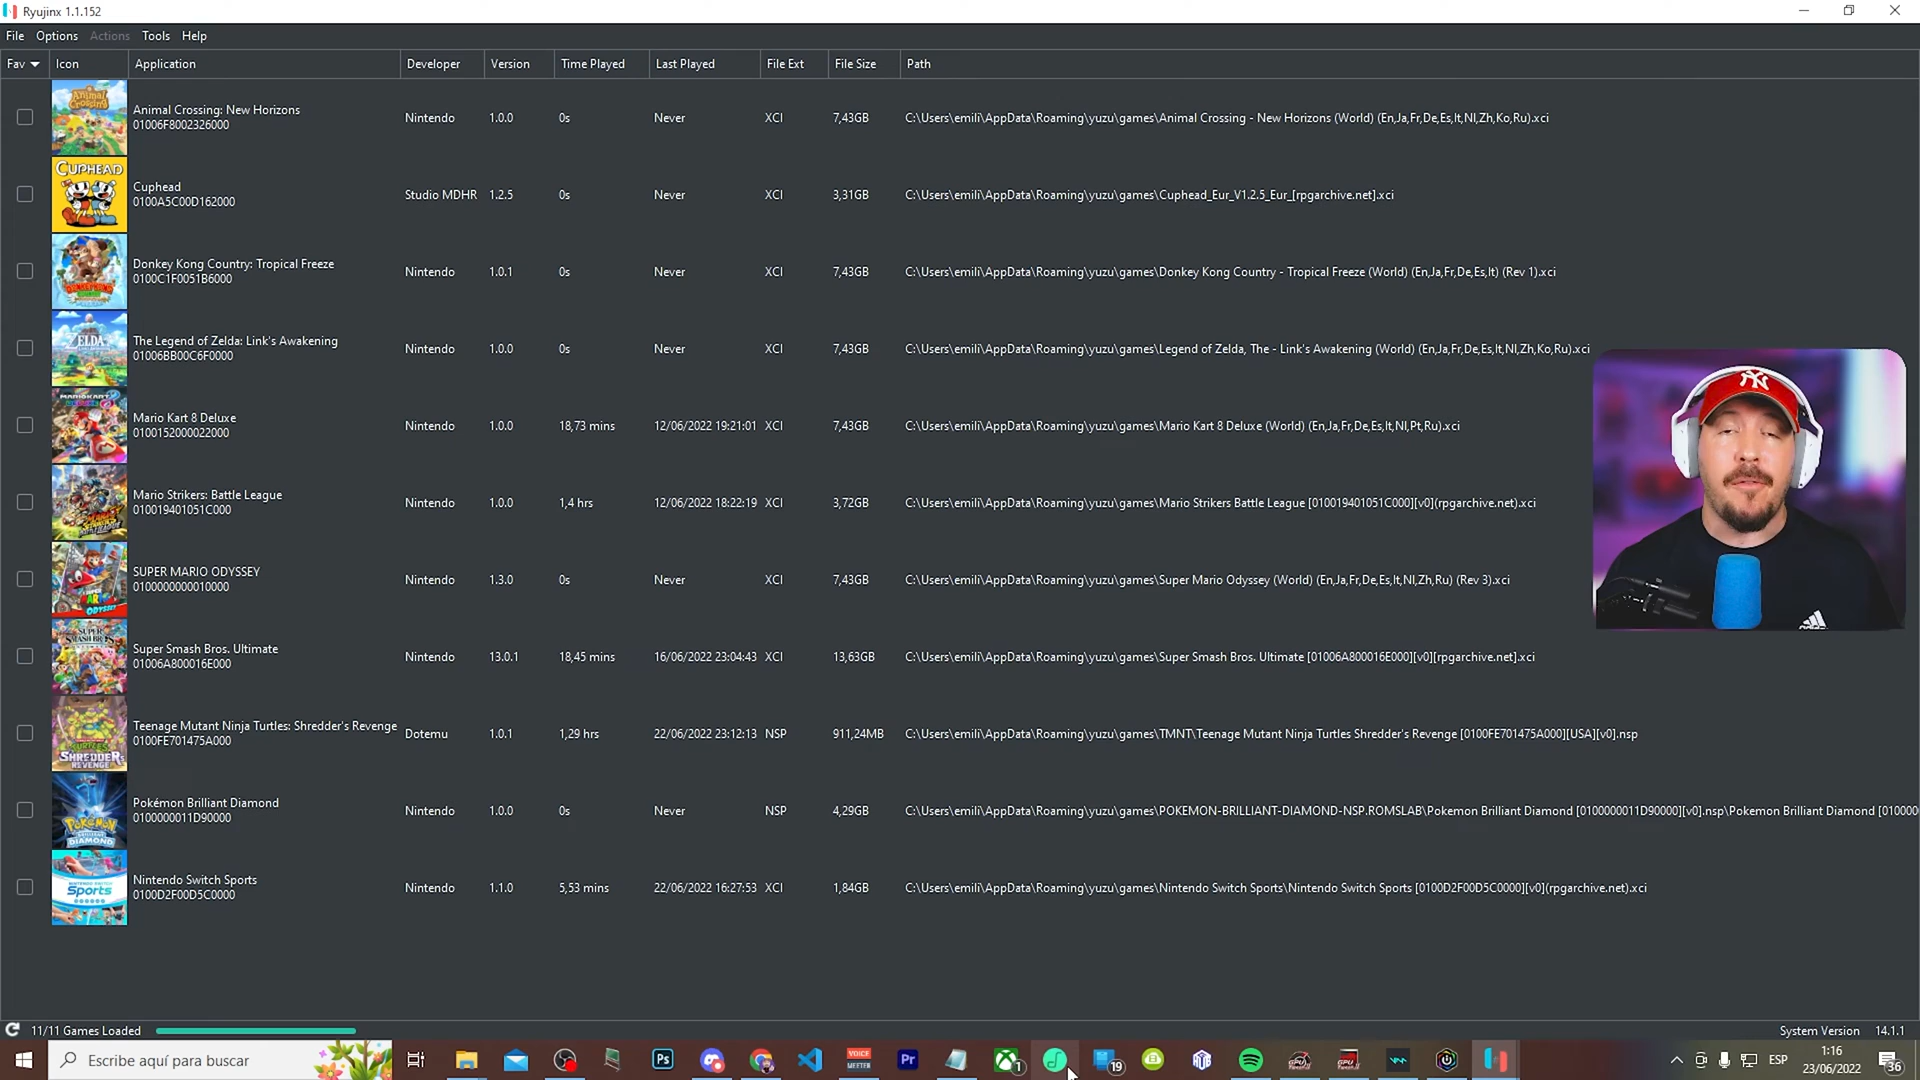 Ryujinx 1.1.152
File Options Actions Tools Help
Fav Icon Application Developer Version Time Played Last Played File Ext File Size Path
Animal Crossing: New Horizons
01006F8002326000
Nintendo 1.0.0 0s Never XCI 7,43GB C:\Users\emili\AppData\Roaming\yuzu\games\Animal Crossing - New Horizons (World) (En,Ja,Fr,De,Es,It,Nl,Zh,Ko,Ru).xci
CUPHEAD
Cuphead
0100A5C00D162000
Studio MDHR 1.2.5 0s Never XCI 3,31GB C:\Users\emili\AppData\Roaming\yuzu\games\Cuphead_Eur_V1.2.5_Eur_[rpgarchive.net].xci
Donkey Kong Country: Tropical Freeze
0100C1F0051B6000
Nintendo 1.0.1 0s Never XCI 7,43GB C:\Users\emili\AppData\Roaming\yuzu\games\Donkey Kong Country - Tropical Freeze (World) (En,Ja,Fr,De,Es,It) (Rev 1).xci
ZELDA
The Legend of Zelda: Link's Awakening
01006BB00C6F0000
Nintendo 1.0.0 0s Never XCI 7,43GB C:\Users\emili\AppData\Roaming\yuzu\games\Legend of Zelda, The - Link's Awakening (World) (En,Ja,Fr,De,Es,It,Nl,Zh,Ko,Ru).xci
Mario Kart 8 Deluxe
0100152000022000
Nintendo 1.0.0 18,73 mins 12/06/2022 19:21:01 XCI 7,43GB C:\Users\emili\AppData\Roaming\yuzu\games\Mario Kart 8 Deluxe (World) (En,Ja,Fr,De,Es,It,Nl,Pt,Ru).xci
Mario Strikers: Battle League
010019401051C000
Nintendo 1.0.0 1,4 hrs 12/06/2022 18:22:19 XCI 3,72GB C:\Users\emili\AppData\Roaming\yuzu\games\Mario Strikers Battle League [010019401051C000][v0](rpgarchive.net).xci
SUPER MARIO ODYSSEY
0100000000010000
Nintendo 1.3.0 0s Never XCI 7,43GB C:\Users\emili\AppData\Roaming\yuzu\games\Super Mario Odyssey (World) (En,Ja,Fr,De,Es,It,Nl,Zh,Ru) (Rev 3).xci
Super Smash Bros. Ultimate
01006A800016E000
Nintendo 13.0.1 18,45 mins 16/06/2022 23:04:43 XCI 13,63GB C:\Users\emili\AppData\Roaming\yuzu\games\Super Smash Bros. Ultimate [01006A800016E000][v0][rpgarchive.net].xci
Teenage Mutant Ninja Turtles: Shredder's Revenge
0100FE701475A000
Dotemu 1.0.1 1,29 hrs 22/06/2022 23:12:13 NSP 911,24MB C:\Users\emili\AppData\Roaming\yuzu\games\TMNT\Teenage Mutant Ninja Turtles Shredder's Revenge [0100FE701475A000][USA][v0].nsp
Pokémon Brilliant Diamond
0100000011D90000
Nintendo 1.0.0 0s Never NSP 4,29GB C:\Users\emili\AppData\Roaming\yuzu\games\POKEMON-BRILLIANT-DIAMOND-NSP.ROMSLAB\Pokemon Brilliant Diamond [0100000011D90000][v0].nsp\Pokemon Brilliant Diamond [010000
Sports
Nintendo Switch Sports
0100D2F00D5C0000
Nintendo 1.1.0 5,53 mins 22/06/2022 16:27:53 XCI 1,84GB C:\Users\emili\AppData\Roaming\yuzu\games\Nintendo Switch Sports\Nintendo Switch Sports [0100D2F00D5C0000][v0](rpgarchive.net).xci
11/11 Games Loaded System Version 14.1.1
Escribe aquí para buscar
Ps
VOICE MEETER
Pr
1
19
ESP
1:16
23/06/2022
36